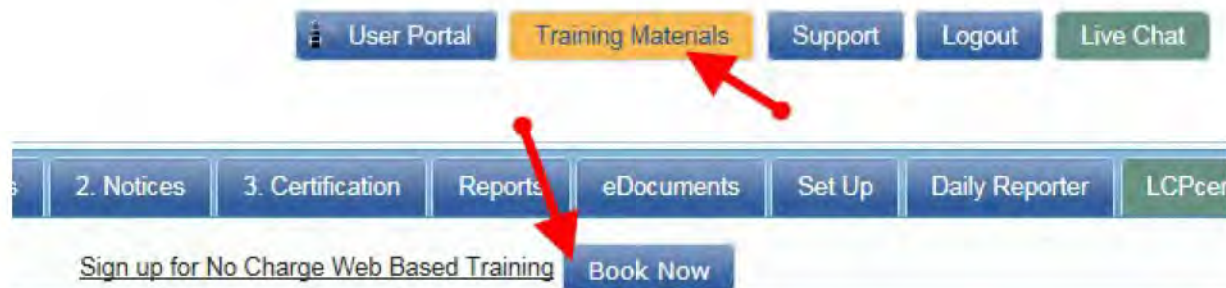 User Portal Training Materials Support Logout Live Chat
s 2. Notices 3. Certification Reports eDocuments Set Up Daily Reporter LCPcer
Sign up for No Charge Web Based Training Book Now